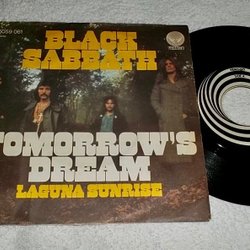 6059 061
BLACK
SABBATH
TOMORROW'S
DREAM
LAGUNA SUNRISE